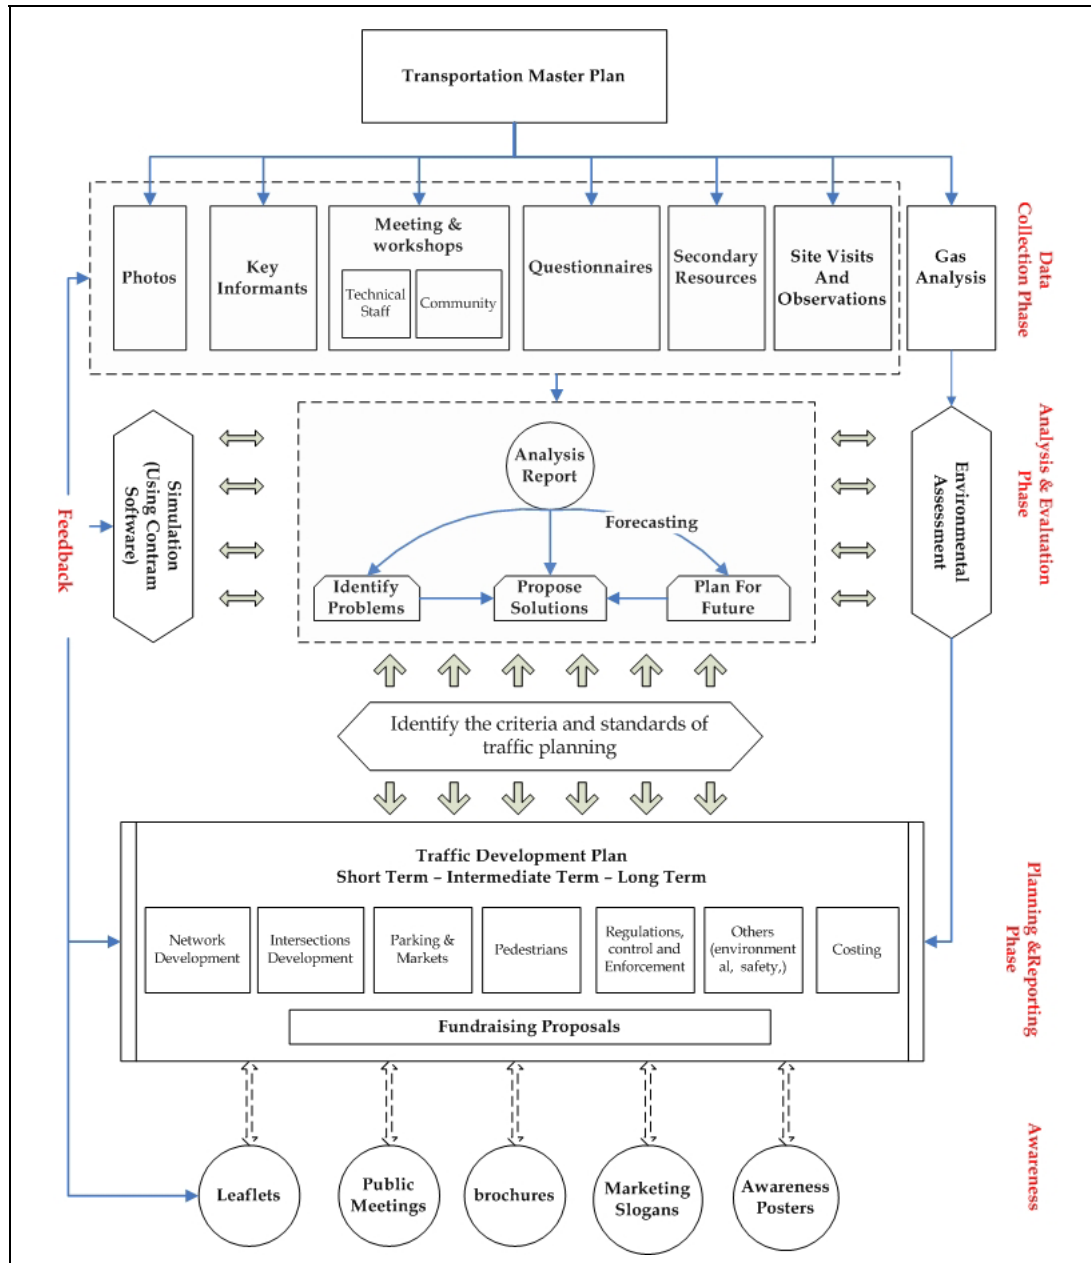 Transportation Master Plan
Photos
Key
Informants
Meeting &
workshops
Technical
Staff
Community
Questionnaires
Secondary
Resources
Site Visits
And
Observations
Gas
Analysis
Data
Collection Phase
Simulation
(Using Contram
Software)
Analysis
Report
Forecasting
Identify
Problems
Propose
Solutions
Plan For
Future
Environmental
Assessment
Analysis & Evaluation
Phase
Feedback
Identify the criteria and standards of
traffic planning
Traffic Development Plan
Short Term – Intermediate Term – Long Term
Network
Development
Intersections
Development
Parking &
Markets
Pedestrians
Regulations,
control and
Enforcement
Others
(environment
al, safety,)
Costing
Fundraising Proposals
Planning &Reporting
Phase
Leaflets
Public
Meetings
brochures
Marketing
Slogans
Awareness
Posters
Awareness